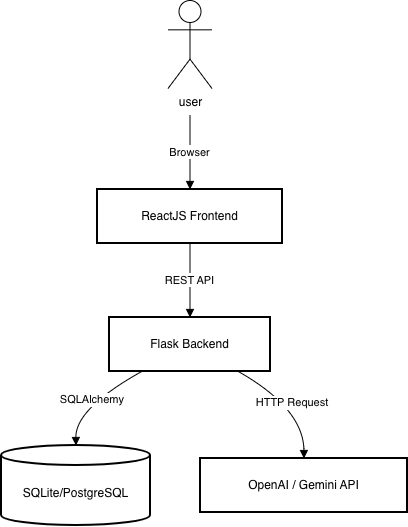 user
Browser
ReactJS Frontend
REST API
Flask Backend
SQLAlchemy
HTTP Request
SQLite/PostgreSQL
OpenAI / Gemini API